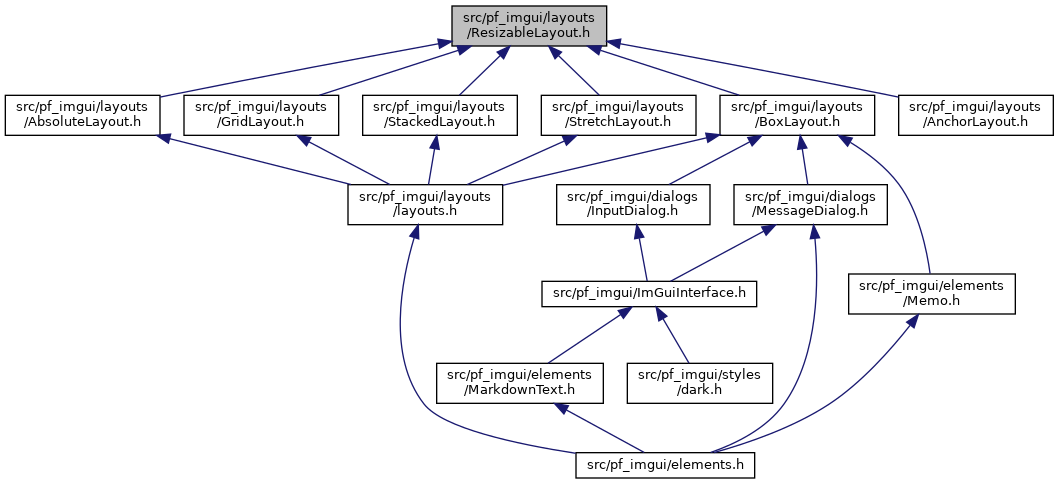 src/pf_imgui/layouts
/ResizableLayout.h
src/pf_imgui/layouts
/AbsoluteLayout.h
src/pf_imgui/layouts
/GridLayout.h
src/pf_imgui/layouts
/StackedLayout.h
src/pf_imgui/layouts
/StretchLayout.h
src/pf_imgui/layouts
/BoxLayout.h
src/pf_imgui/layouts
/AnchorLayout.h
src/pf_imgui/layouts
/layouts.h
src/pf_imgui/dialogs
/InputDialog.h
src/pf_imgui/dialogs
/MessageDialog.h
src/pf_imgui/ImGuiInterface.h
src/pf_imgui/elements
/Memo.h
src/pf_imgui/elements
/MarkdownText.h
src/pf_imgui/styles
/dark.h
src/pf_imgui/elements.h